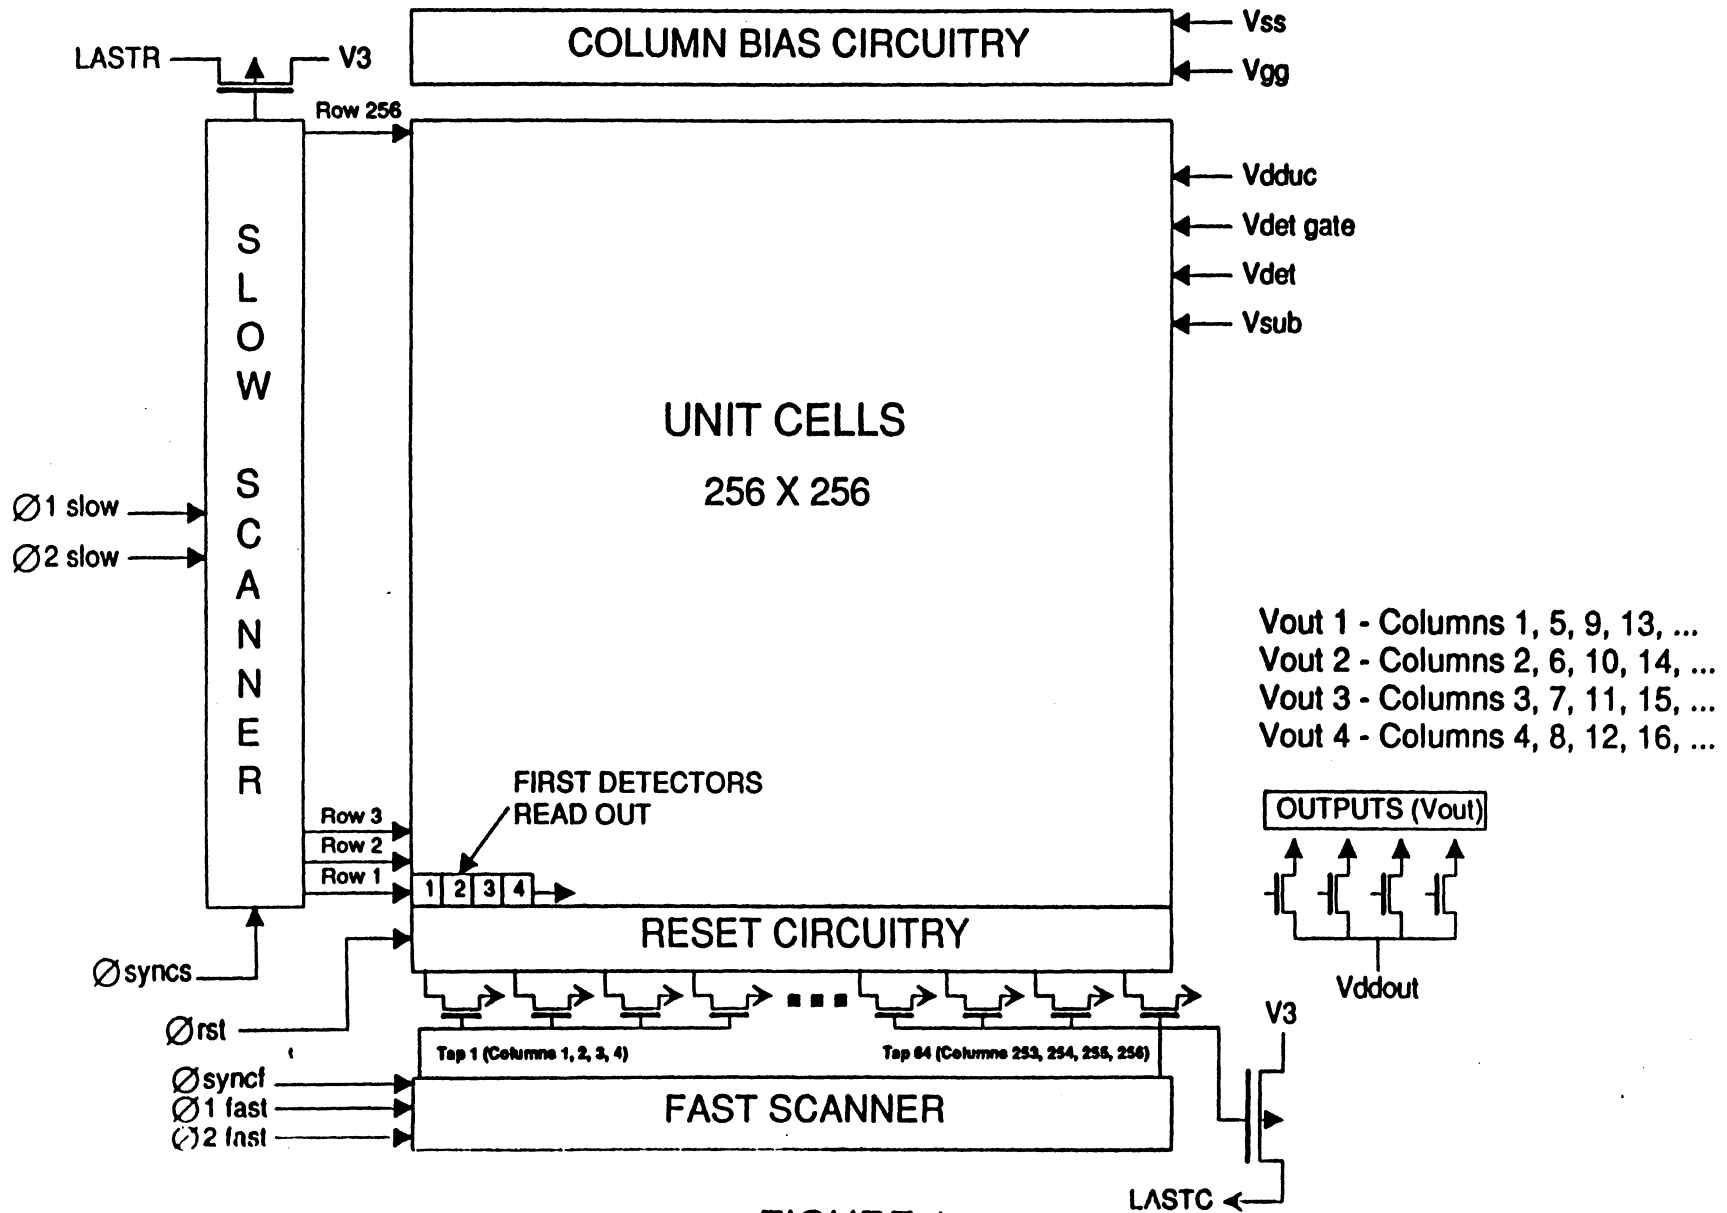 COLUMN BIAS CIRCUITRY
Vss
Vgg
LASTR
V3
Row 256
Vdduc
Vdet gate
Vdet
Vsub
SLOW SCANNER
UNIT CELLS
256 X 256
Ø1 slow
Ø2 slow
Vout 1 - Columns 1, 5, 9, 13, ...
Vout 2 - Columns 2, 6, 10, 14, ...
Vout 3 - Columns 3, 7, 11, 15, ...
Vout 4 - Columns 4, 8, 12, 16, ...
FIRST DETECTORS
READ OUT
Row 3
Row 2
Row 1
1 2 3 4
OUTPUTS (Vout)
Vddout
RESET CIRCUITRY
Øsyncs
Ørst
Tap 1 (Columns 1, 2, 3, 4)
Tap 64 (Columns 253, 254, 255, 256)
V3
Øsyncf
Ø1 fast
Ø2 fast
FAST SCANNER
LASTC